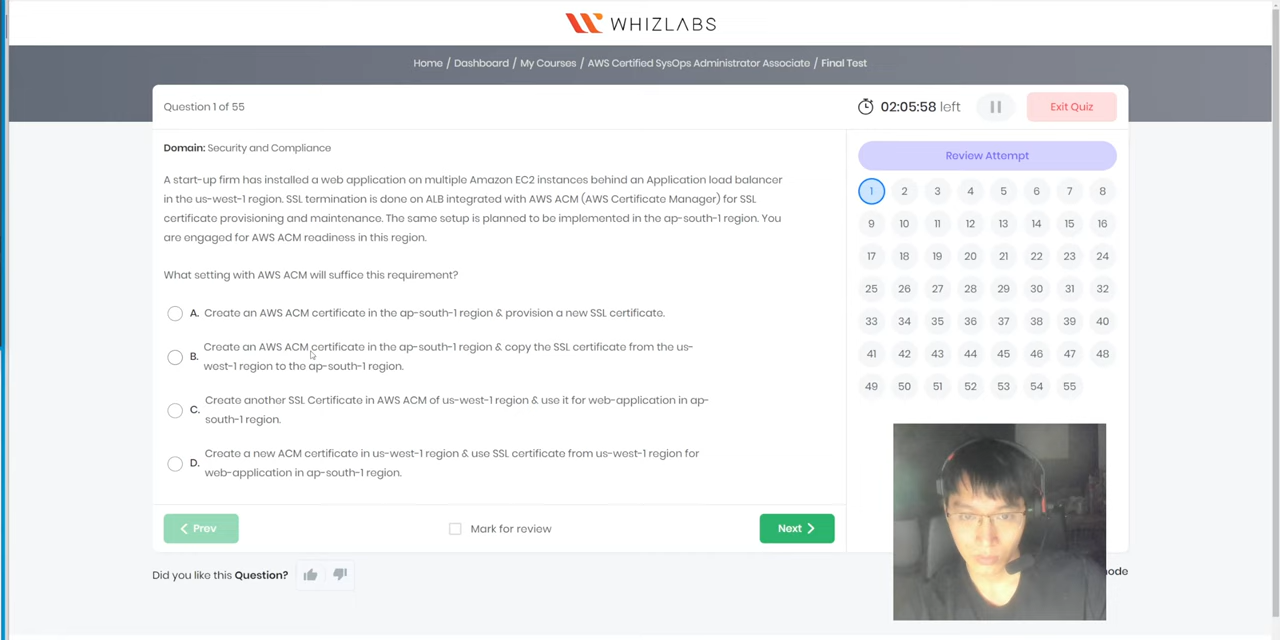 WHIZLABS
Home / Dashboard / My Courses / AWS Certified SysOps Administrator Associate / Final Test
Question 1 of 55
02:05:58 left
Exit Quiz
Domain: Security and Compliance
A start-up firm has installed a web application on multiple Amazon EC2 instances behind an Application load balancer
in the us-west-1 region. SSL termination is done on ALB integrated with AWS ACM (AWS Certificate Manager) for SSL
certificate provisioning and maintenance. The same setup is planned to be implemented in the ap-south-1 region. You
are engaged for AWS ACM readiness in this region.
What setting with AWS ACM will suffice this requirement?
A. Create an AWS ACM certificate in the ap-south-1 region & provision a new SSL certificate.
B. Create an AWS ACM certificate in the ap-south-1 region & copy the SSL certificate from the us-
west-1 region to the ap-south-1 region.
C. Create another SSL Certificate in AWS ACM of us-west-1 region & use it for web-application in ap-
south-1 region.
D. Create a new ACM certificate in us-west-1 region & use SSL certificate from us-west-1 region for
web-application in ap-south-1 region.
Prev
Mark for review
Next
Did you like this Question?
Review Attempt
1 2 3 4 5 6 7 8
9 10 11 12 13 14 15 16
17 18 19 20 21 22 23 24
25 26 27 28 29 30 31 32
33 34 35 36 37 38 39 40
41 42 43 44 45 46 47 48
49 50 51 52 53 54 55